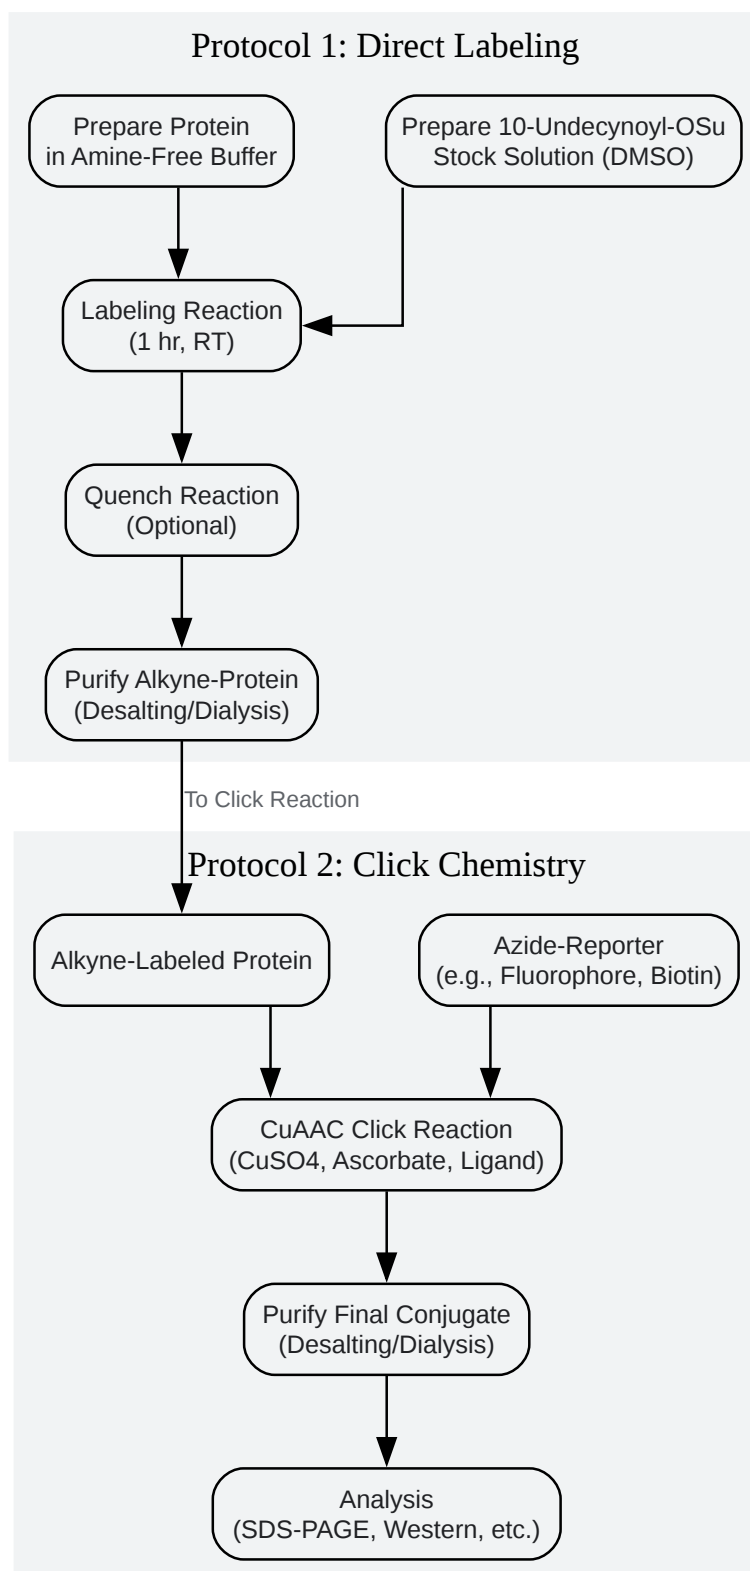 Protocol 1: Direct Labeling
Prepare Protein
in Amine-Free Buffer
Prepare 10-Undecynoyl-OSu
Stock Solution (DMSO)
Labeling Reaction
(1 hr, RT)
Quench Reaction
(Optional)
Purify Alkyne-Protein
(Desalting/Dialysis)
To Click Reaction
Protocol 2: Click Chemistry
Alkyne-Labeled Protein
Azide-Reporter
(e.g., Fluorophore, Biotin)
CuAAC Click Reaction
(CuSO4, Ascorbate, Ligand)
Purify Final Conjugate
(Desalting/Dialysis)
Analysis
(SDS-PAGE, Western, etc.)